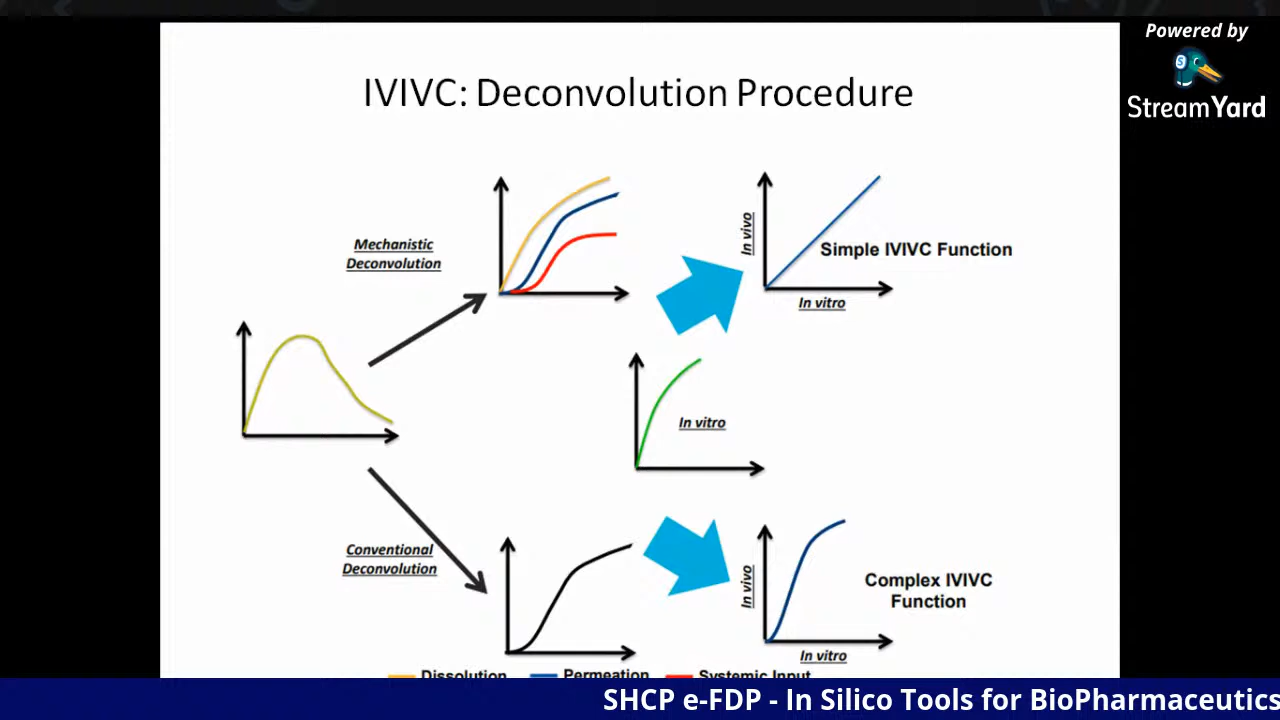 Powered by
StreamYard
IVIVC: Deconvolution Procedure
Mechanistic
Deconvolution
In vivo
Simple IVIVC Function
In vitro
In vitro
Conventional
Deconvolution
In vivo
Complex IVIVC
Function
In vitro
Dissolution
Permeation
Systemic Input
SHCP e-FDP - In Silico Tools for BioPharmaceutics